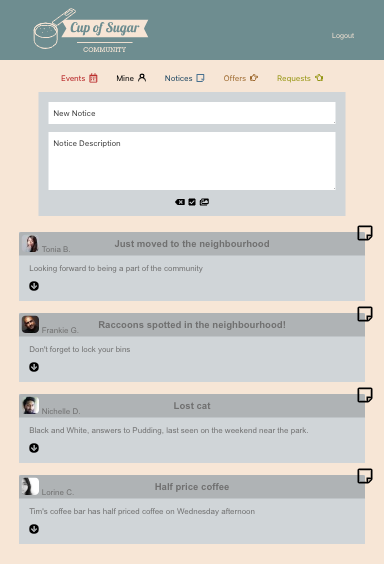 Cup of Sugar
COMMUNITY
Logout
Events Mine Notices Offers Requests
New Notice
Notice Description
Just moved to the neighbourhood
Tonia B.
Looking forward to being a part of the community
Raccoons spotted in the neighbourhood!
Frankie G.
Don't forget to lock your bins
Lost cat
Nichelle D.
Black and White, answers to Pudding, last seen on the weekend near the park.
Half price coffee
Lorine C.
Tim's coffee bar has half priced coffee on Wednesday afternoon